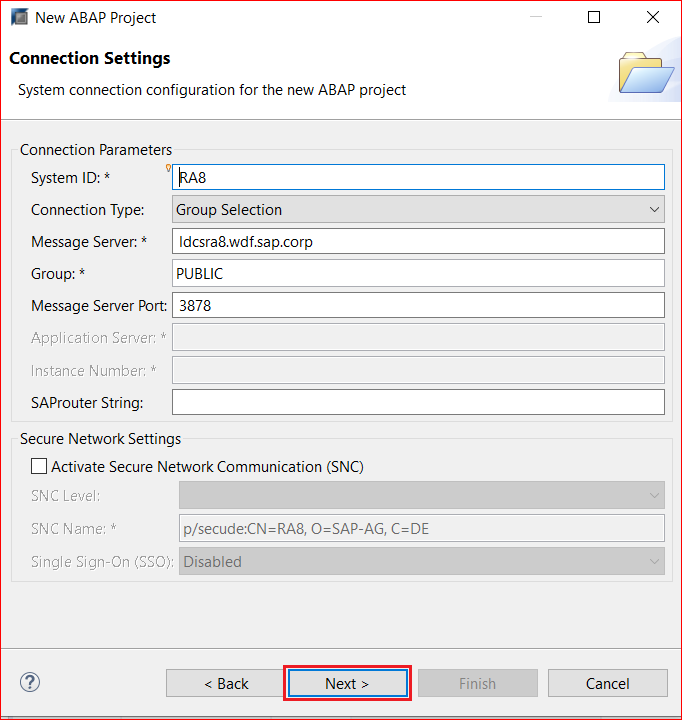 New ABAP Project
Connection Settings
System connection configuration for the new ABAP project
Connection Parameters
System ID: * RA8
Connection Type: Group Selection
Message Server: * ldcsra8.wdf.sap.corp
Group: * PUBLIC
Message Server Port: 3878
Application Server: *
Instance Number: *
SAProuter String:
Secure Network Settings
Activate Secure Network Communication (SNC)
SNC Level:
SNC Name: * p/secude:CN=RA8, O=SAP-AG, C=DE
Single Sign-On (SSO): Disabled
? < Back Next > Finish Cancel